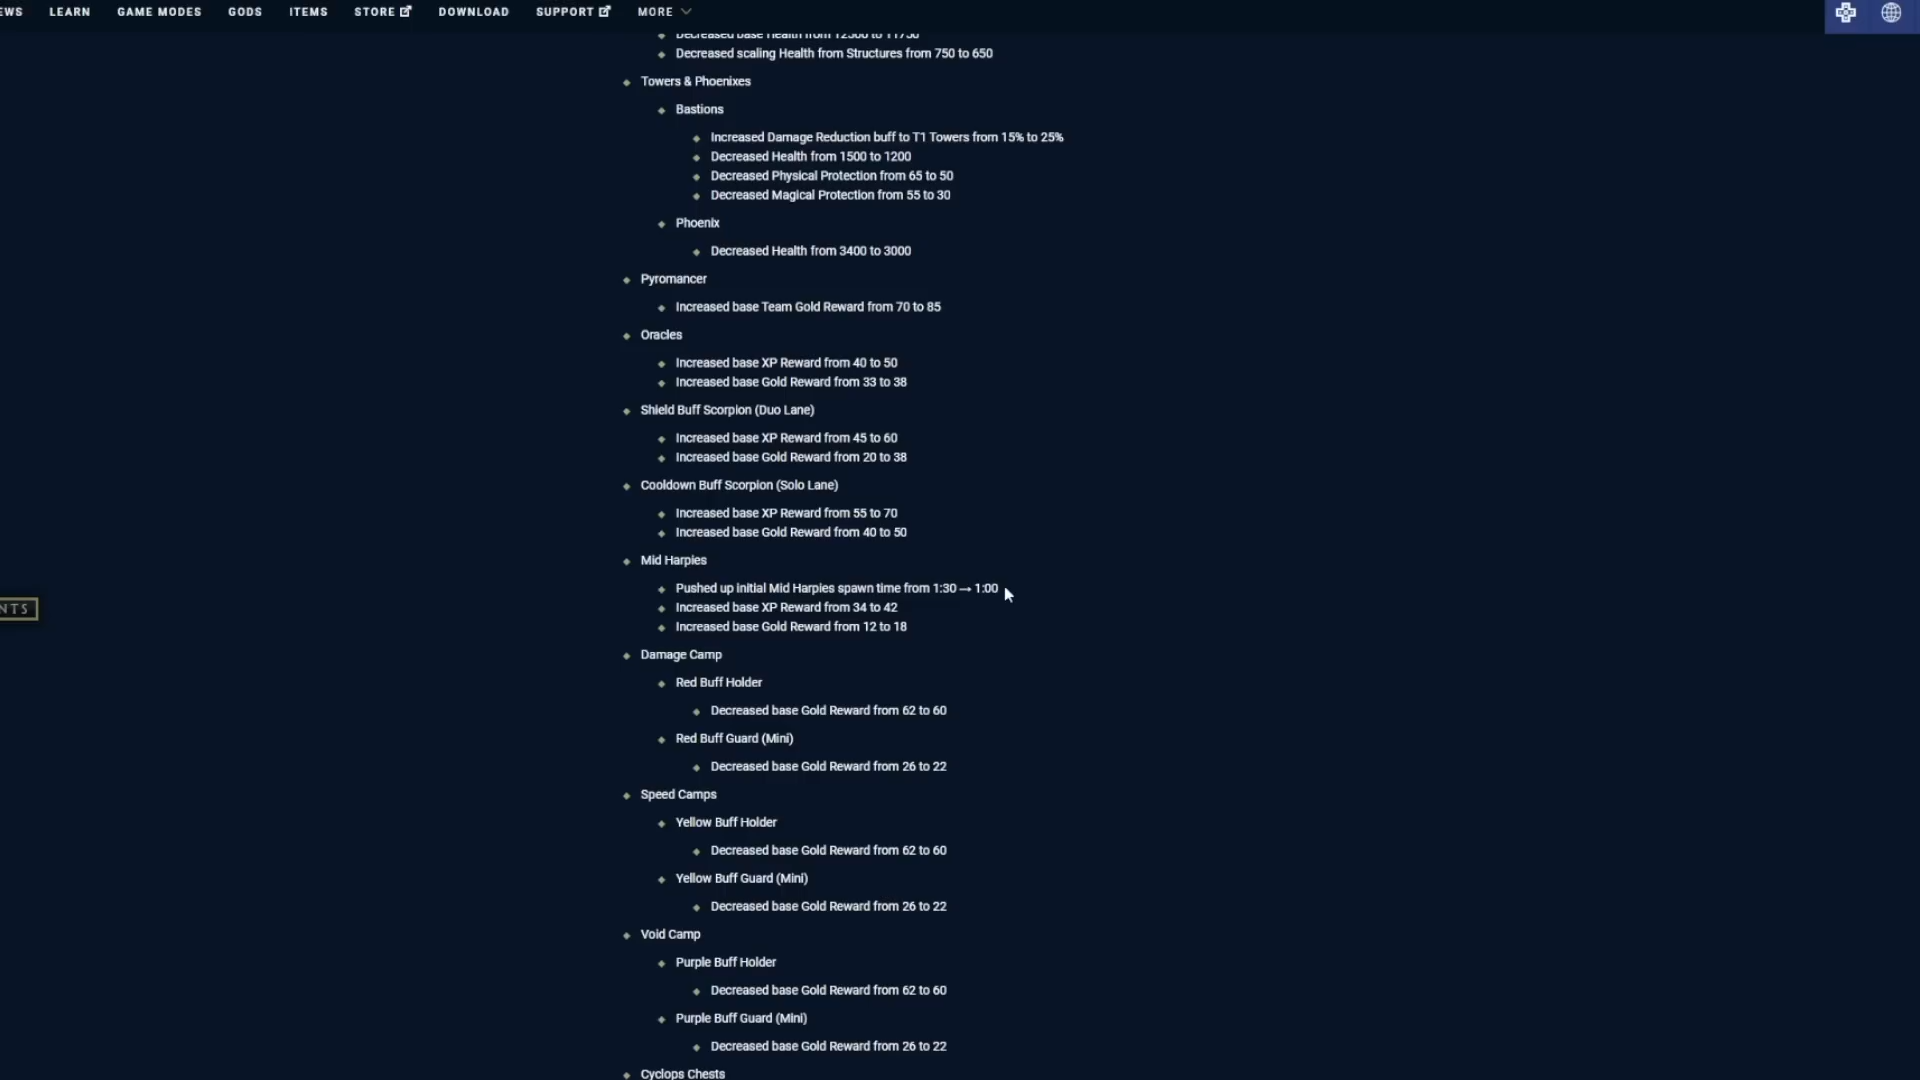 EWS LEARN GAME MODES GODS ITEMS STORE DOWNLOAD SUPPORT MORE
Decreased base Health from 12500 to 11750
Decreased scaling Health from Structures from 750 to 650
Towers & Phoenixes
Bastions
Increased Damage Reduction buff to T1 Towers from 15% to 25%
Decreased Health from 1500 to 1200
Decreased Physical Protection from 65 to 50
Decreased Magical Protection from 55 to 30
Phoenix
Decreased Health from 3400 to 3000
Pyromancer
Increased base Team Gold Reward from 70 to 85
Oracles
Increased base XP Reward from 40 to 50
Increased base Gold Reward from 33 to 38
Shield Buff Scorpion (Duo Lane)
Increased base XP Reward from 45 to 60
Increased base Gold Reward from 20 to 38
Cooldown Buff Scorpion (Solo Lane)
Increased base XP Reward from 55 to 70
Increased base Gold Reward from 40 to 50
Mid Harpies
Pushed up initial Mid Harpies spawn time from 1:30 → 1:00
NTS
Increased base XP Reward from 34 to 42
Increased base Gold Reward from 12 to 18
Damage Camp
Red Buff Holder
Decreased base Gold Reward from 62 to 60
Red Buff Guard (Mini)
Decreased base Gold Reward from 26 to 22
Speed Camps
Yellow Buff Holder
Decreased base Gold Reward from 62 to 60
Yellow Buff Guard (Mini)
Decreased base Gold Reward from 26 to 22
Void Camp
Purple Buff Holder
Decreased base Gold Reward from 62 to 60
Purple Buff Guard (Mini)
Decreased base Gold Reward from 26 to 22
Cyclops Chests